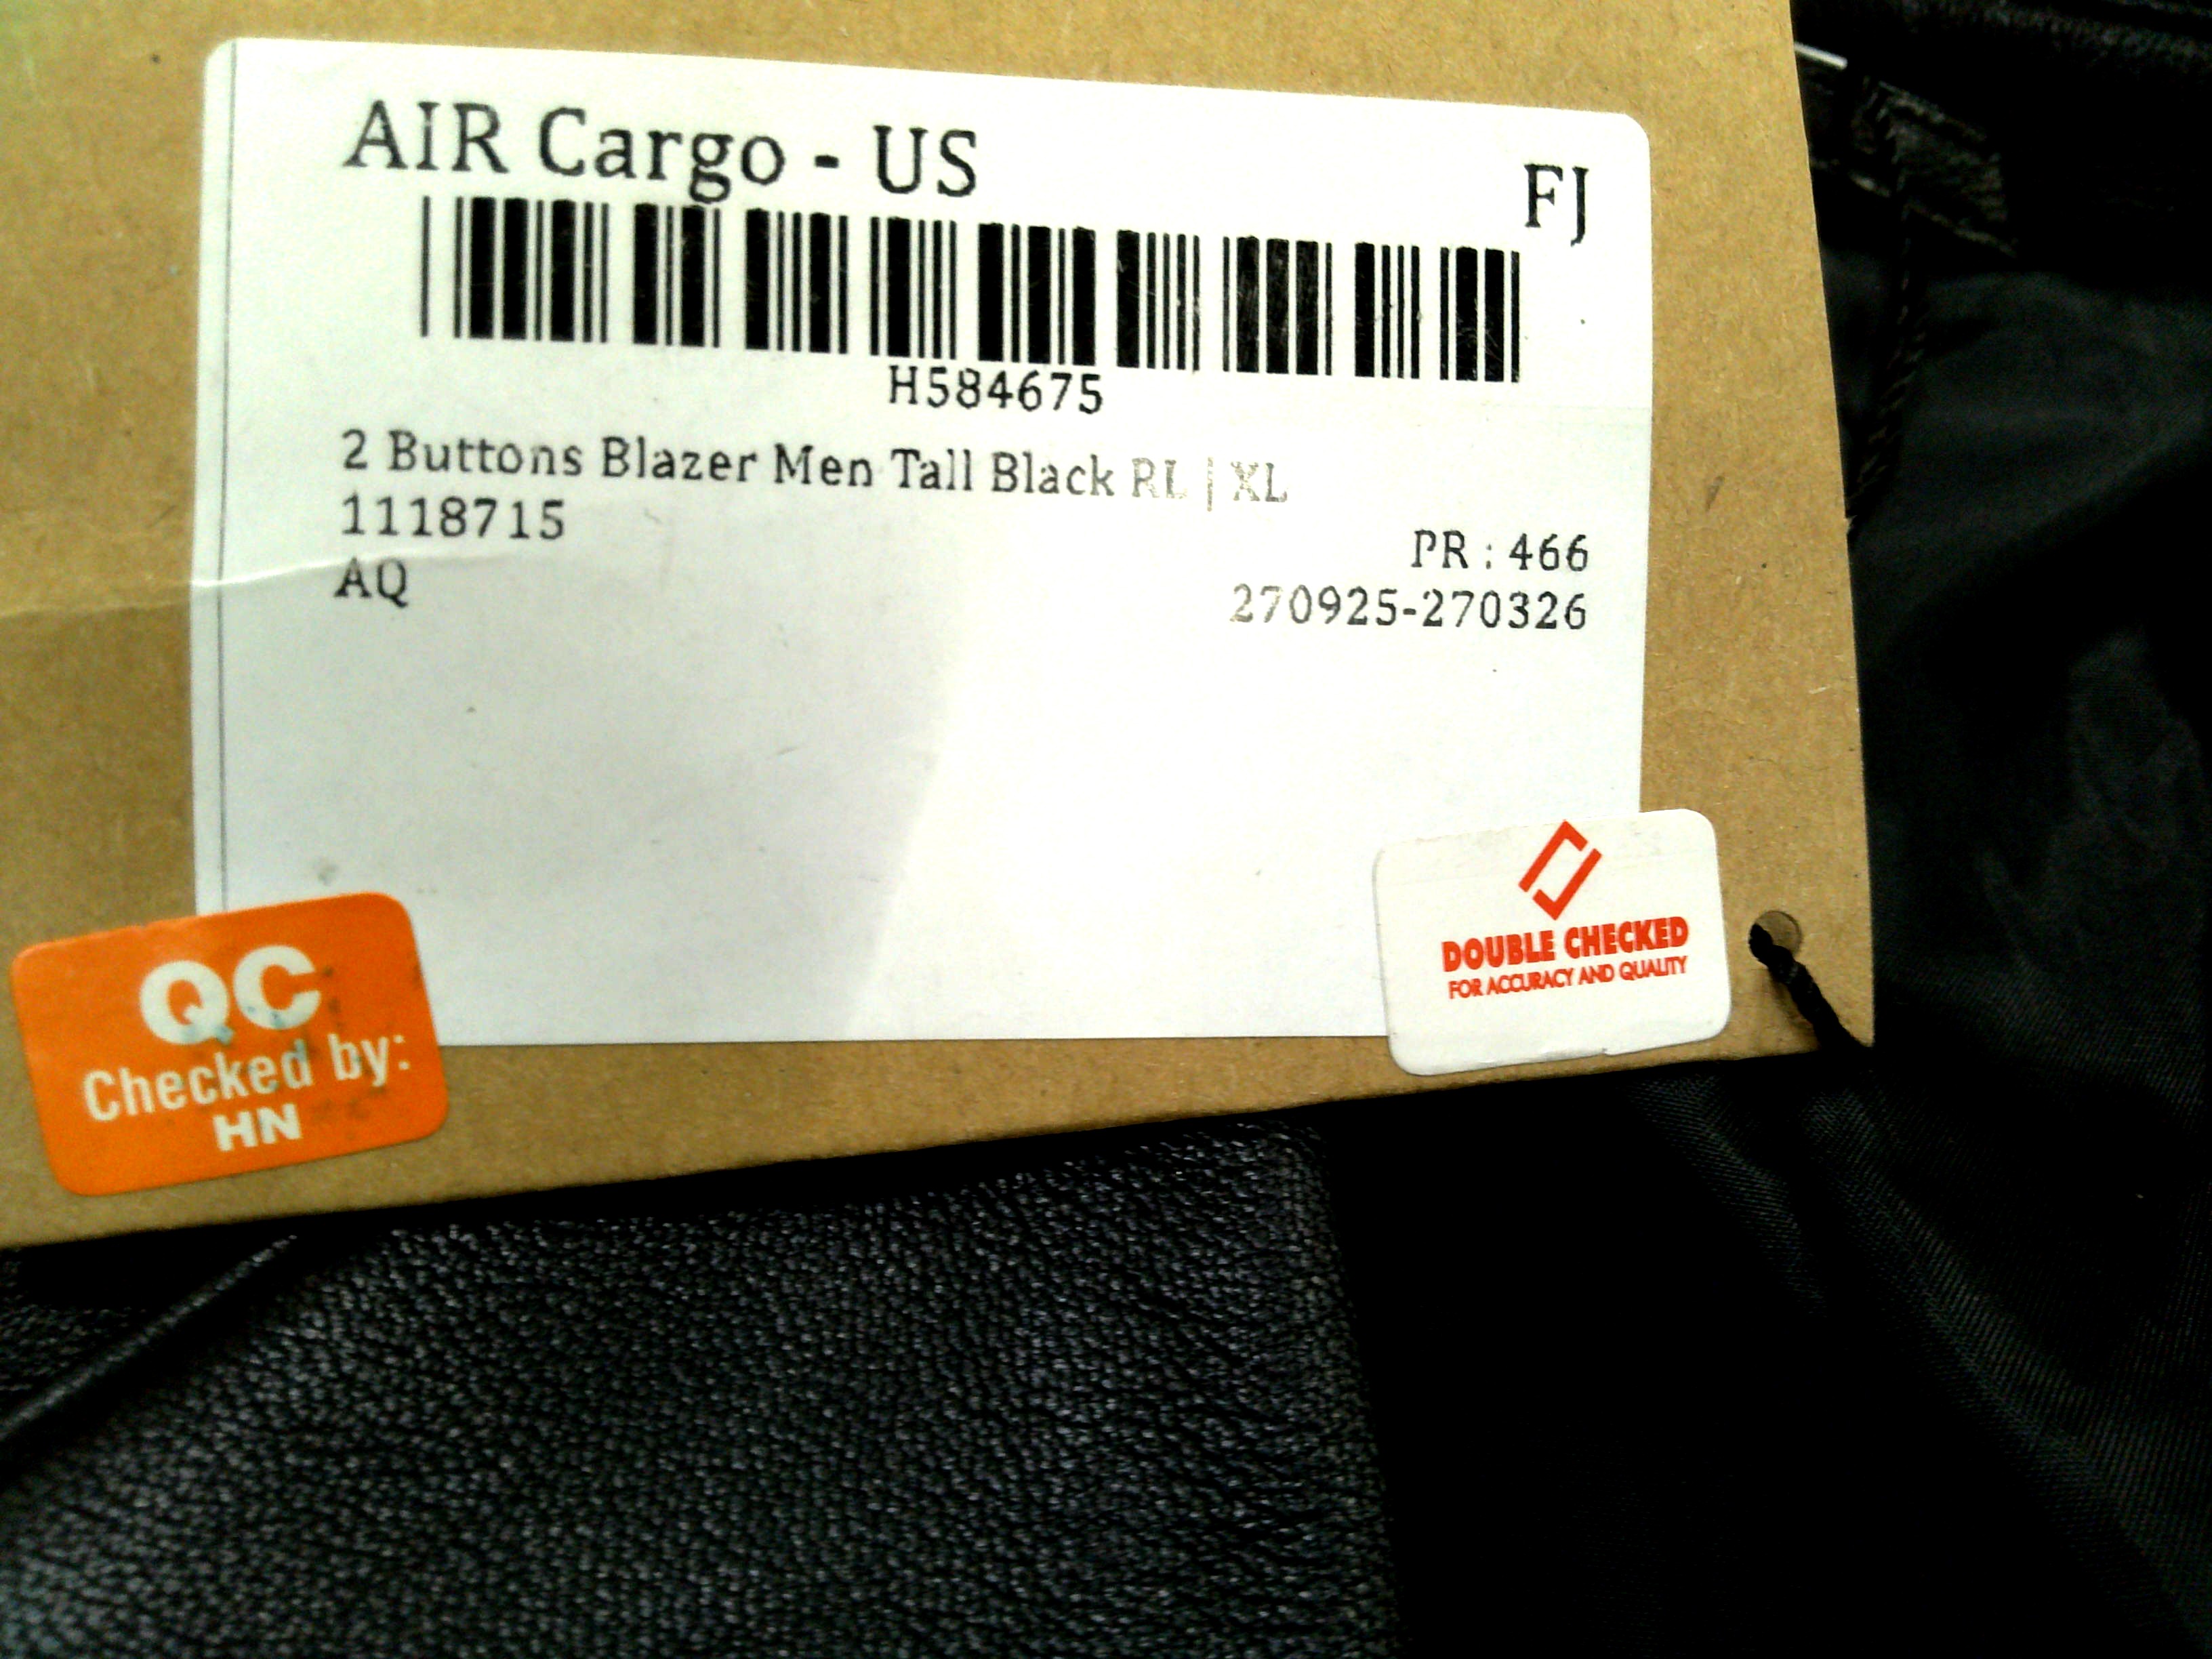 AIR Cargo - US
FJ
H584675
2 Buttons Blazer Men Tall Black RL | XL
1118715
PR : 466
AQ
270925-270326
DOUBLE CHECKED
FOR ACCURACY AND QUALITY
QC
Checked by:
HN